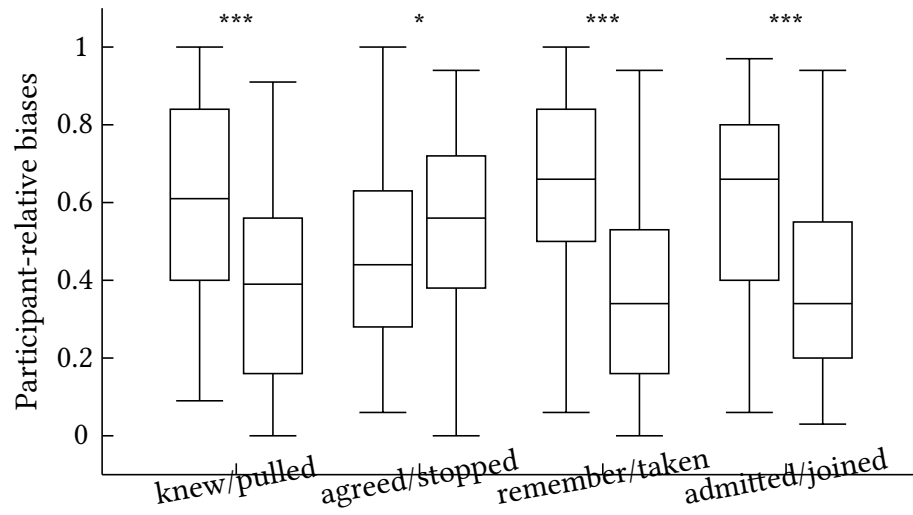 *** * *** ***
Participant-relative biases
1
0.8
0.6
0.4
0.2
0
knew/pulled agreed/stopped remember/taken admitted/joined